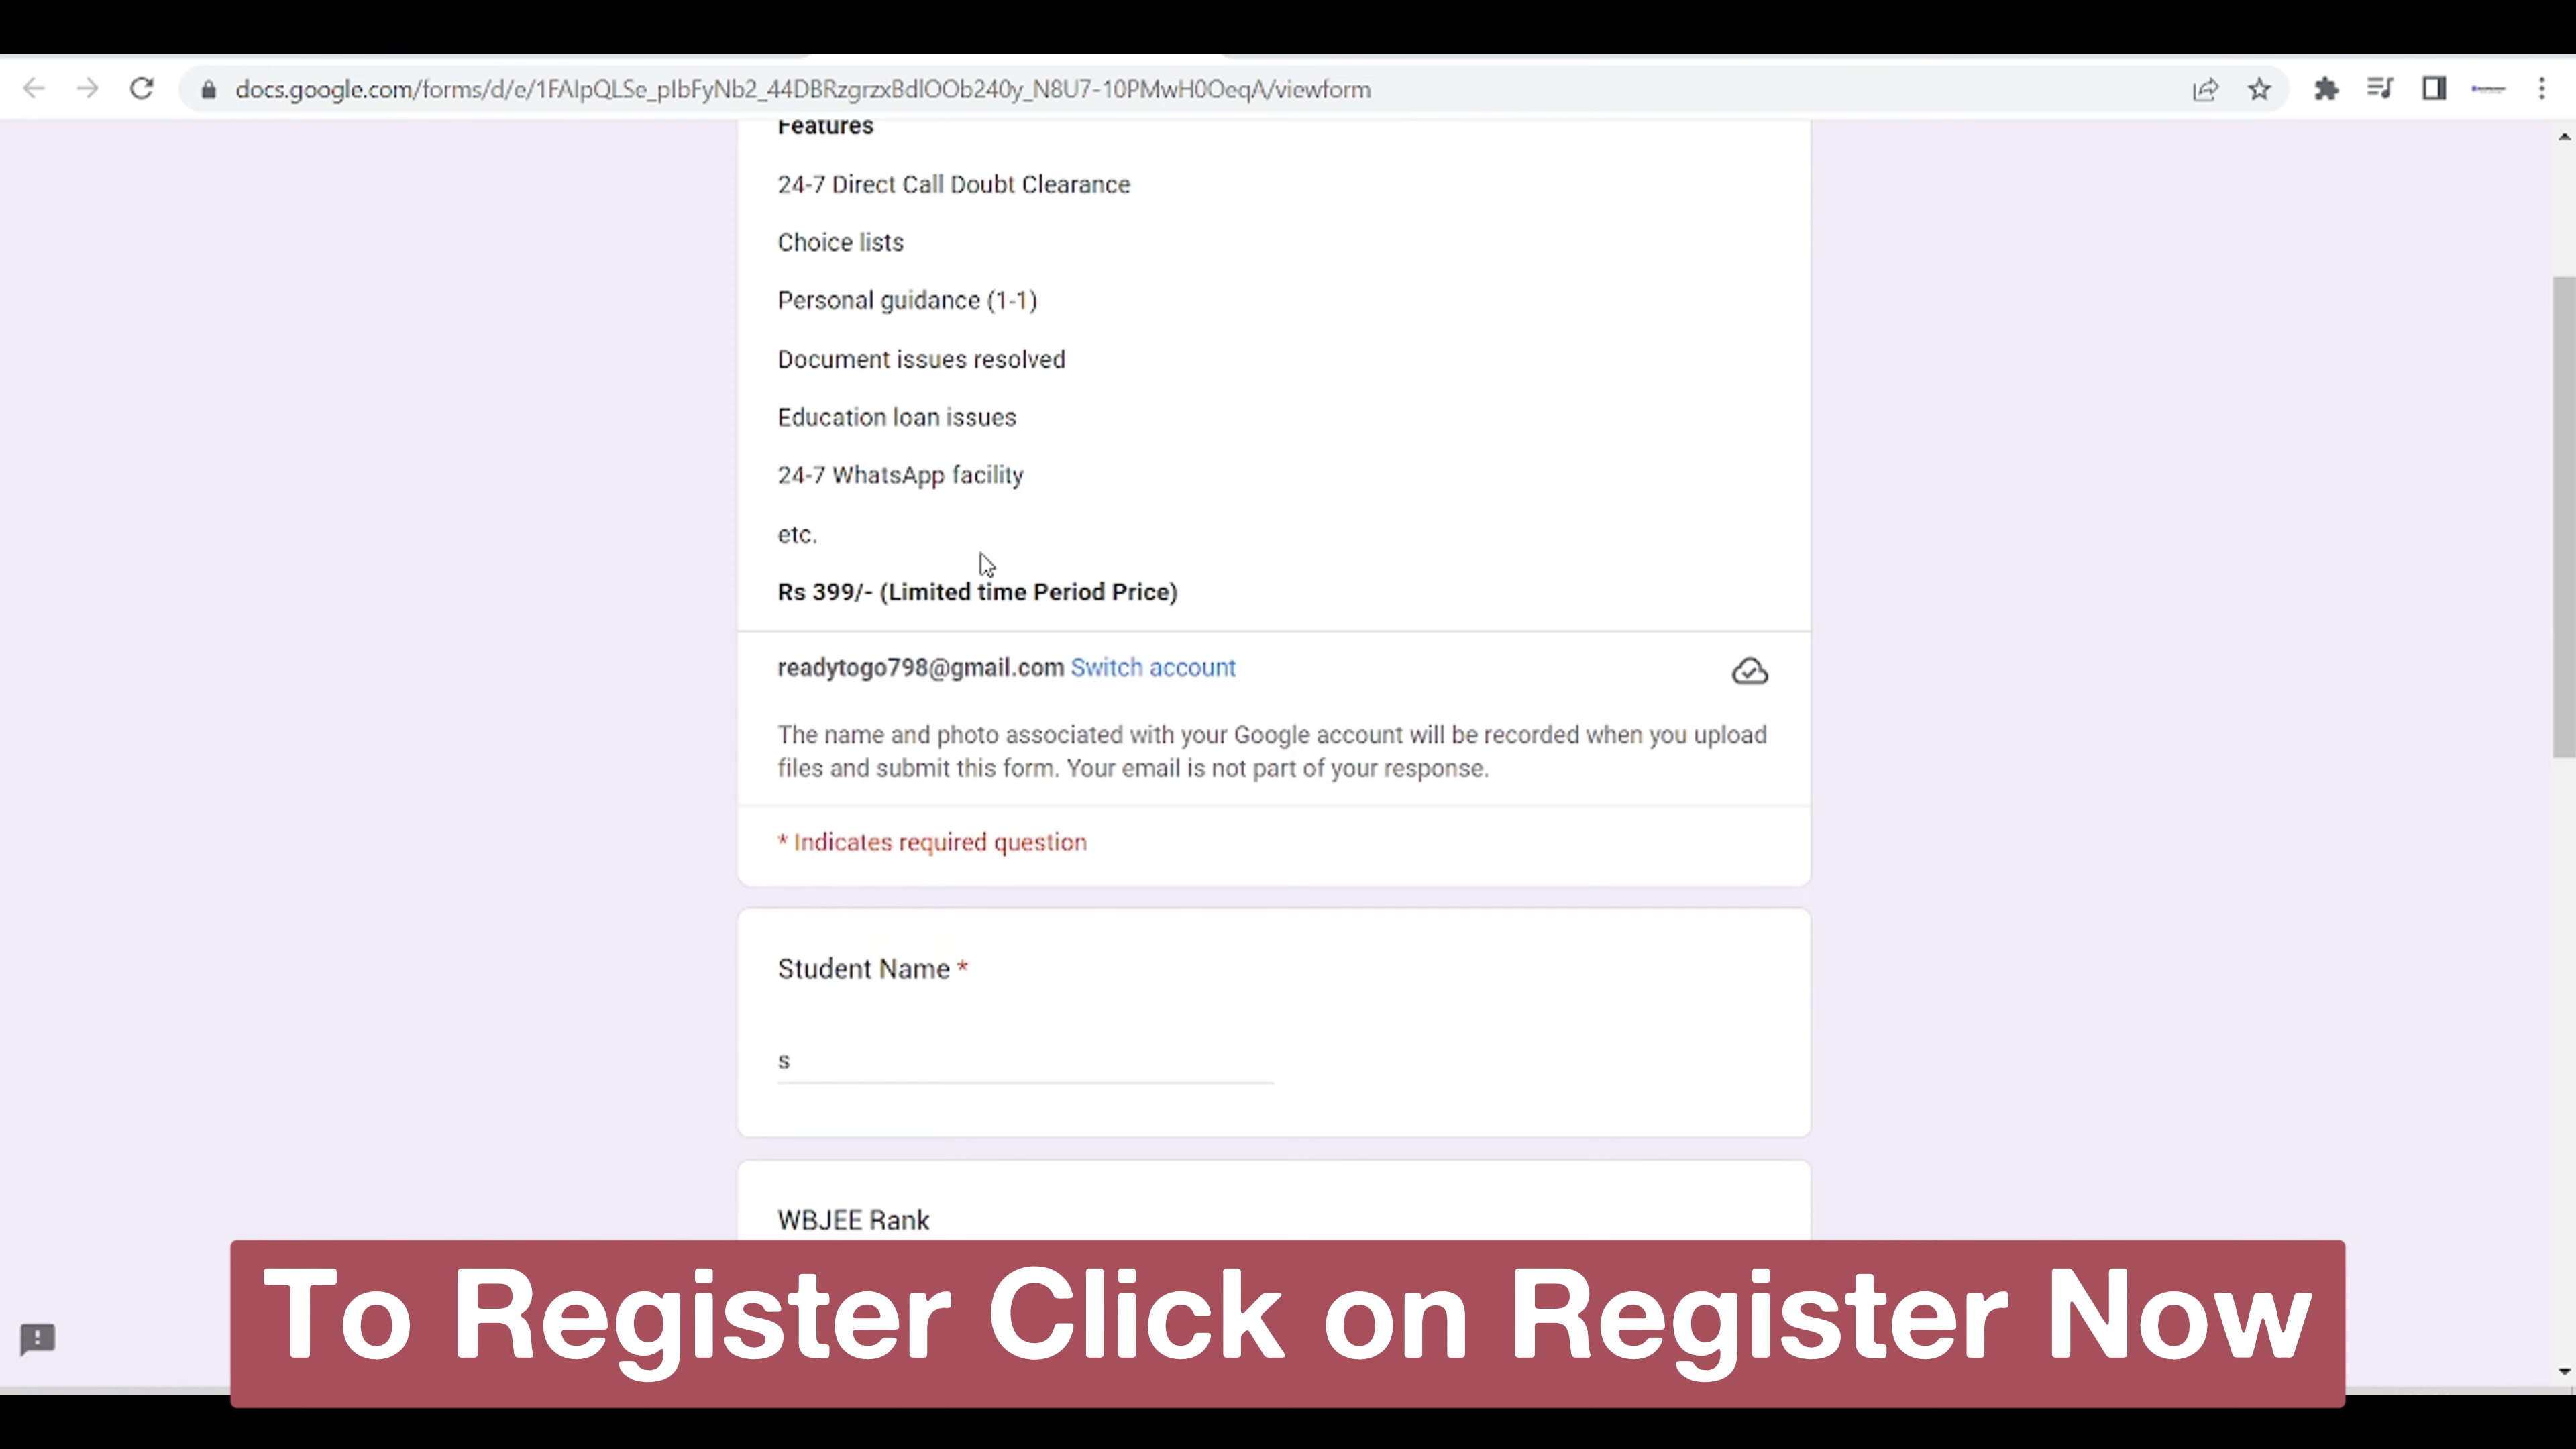 docs.google.com/forms/d/e/1FAIpQLSe_pIbFyNb2_44DBRzgrzxBdIOOb240y_N8U7-10PMwH0OeqA/viewform
Features
24-7 Direct Call Doubt Clearance
Choice lists
Personal guidance (1-1)
Document issues resolved
Education loan issues
24-7 WhatsApp facility
etc.
Rs 399/- (Limited time Period Price)
readytogo798@gmail.com Switch account
The name and photo associated with your Google account will be recorded when you upload
files and submit this form. Your email is not part of your response.
* Indicates required question
Student Name *
s
WBJEE Rank
To Register Click on Register Now